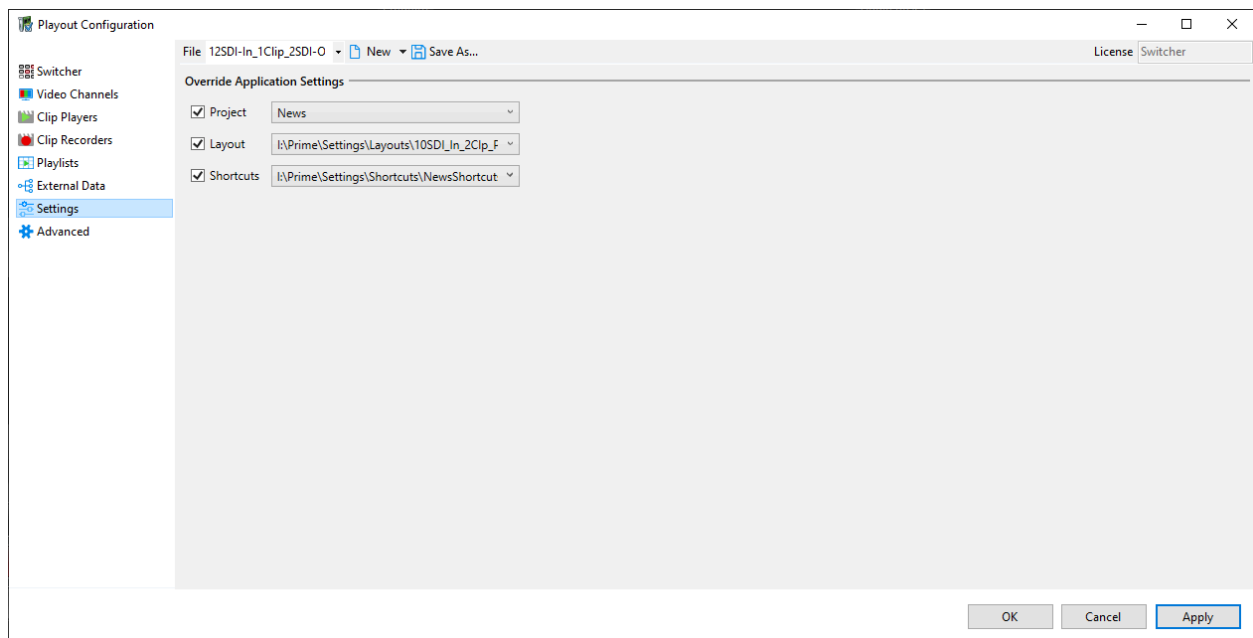 Playout Configuration
File 12SDI-In_1Clip_2SDI-O New Save As... License Switcher
Switcher
Video Channels
Clip Players
Clip Recorders
Playlists
External Data
Settings
Advanced
Override Application Settings
Project News
Layout I:\Prime\Settings\Layouts\10SDI_In_2Clp_F
Shortcuts I:\Prime\Settings\Shortcuts\NewsShortcut
OK Cancel Apply